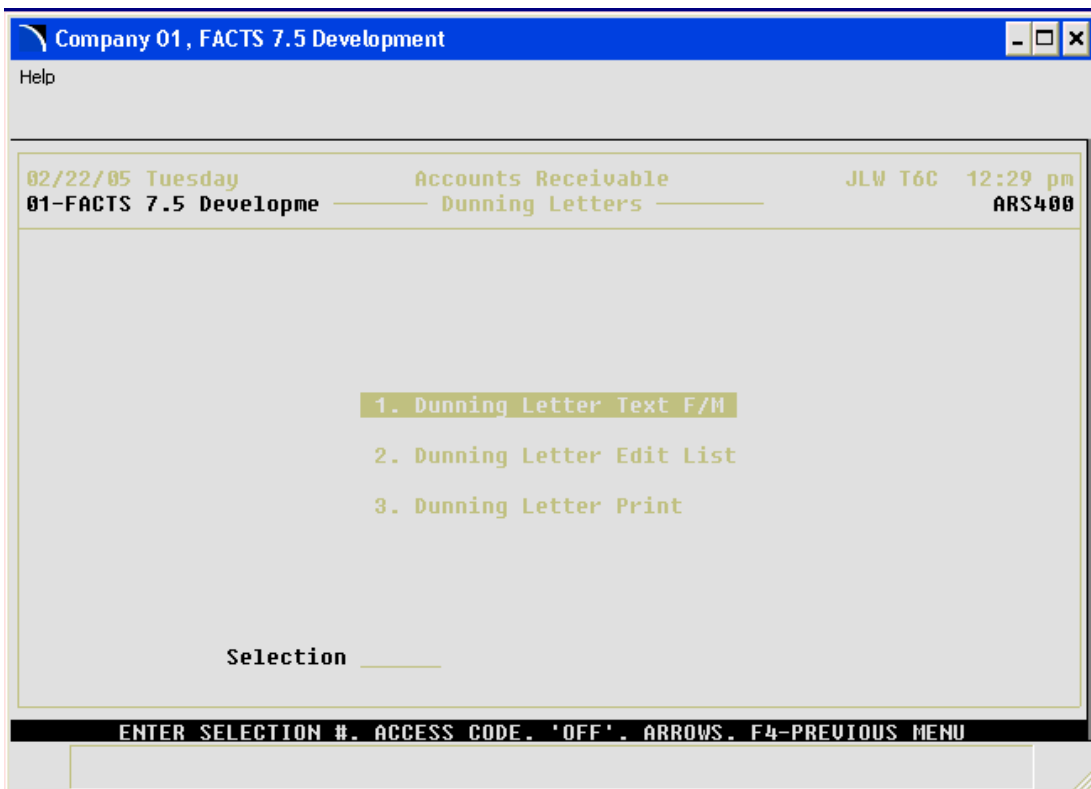 Company 01, FACTS 7.5 Development
Help
02/22/05 Tuesday Accounts Receivable JLW T6C 12:29 pm
01-FACTS 7.5 Developme Dunning Letters ARS400
1. Dunning Letter Text F/M
2. Dunning Letter Edit List
3. Dunning Letter Print
Selection ______
ENTER SELECTION #. ACCESS CODE. 'OFF'. ARROWS. F4-PREVIOUS MENU